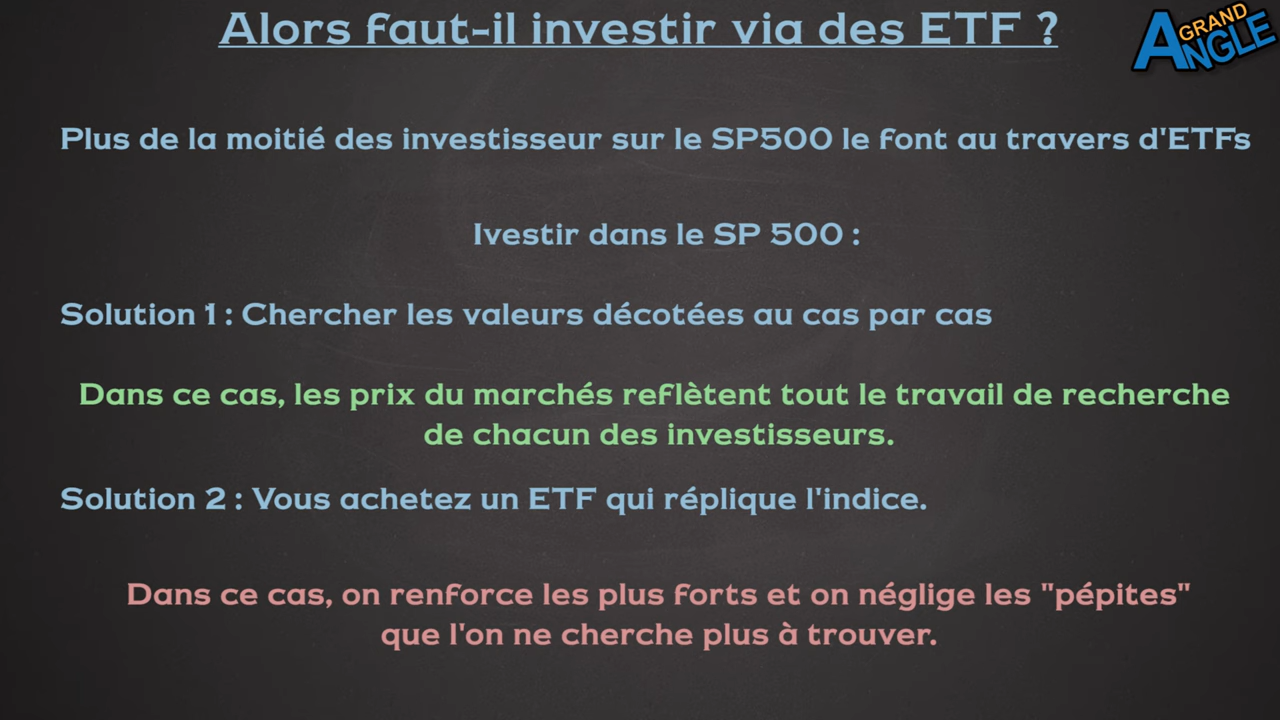 Alors faut-il investir via des ETF ?
GRAND
ANGLE
Plus de la moitié des investisseur sur le SP500 le font au travers d'ETFs
Ivestir dans le SP 500 :
Solution 1 : Chercher les valeurs décotées au cas par cas
Dans ce cas, les prix du marchés reflètent tout le travail de recherche
de chacun des investisseurs.
Solution 2 : Vous achetez un ETF qui réplique l'indice.
Dans ce cas, on renforce les plus forts et on néglige les "pépites"
que l'on ne cherche plus à trouver.